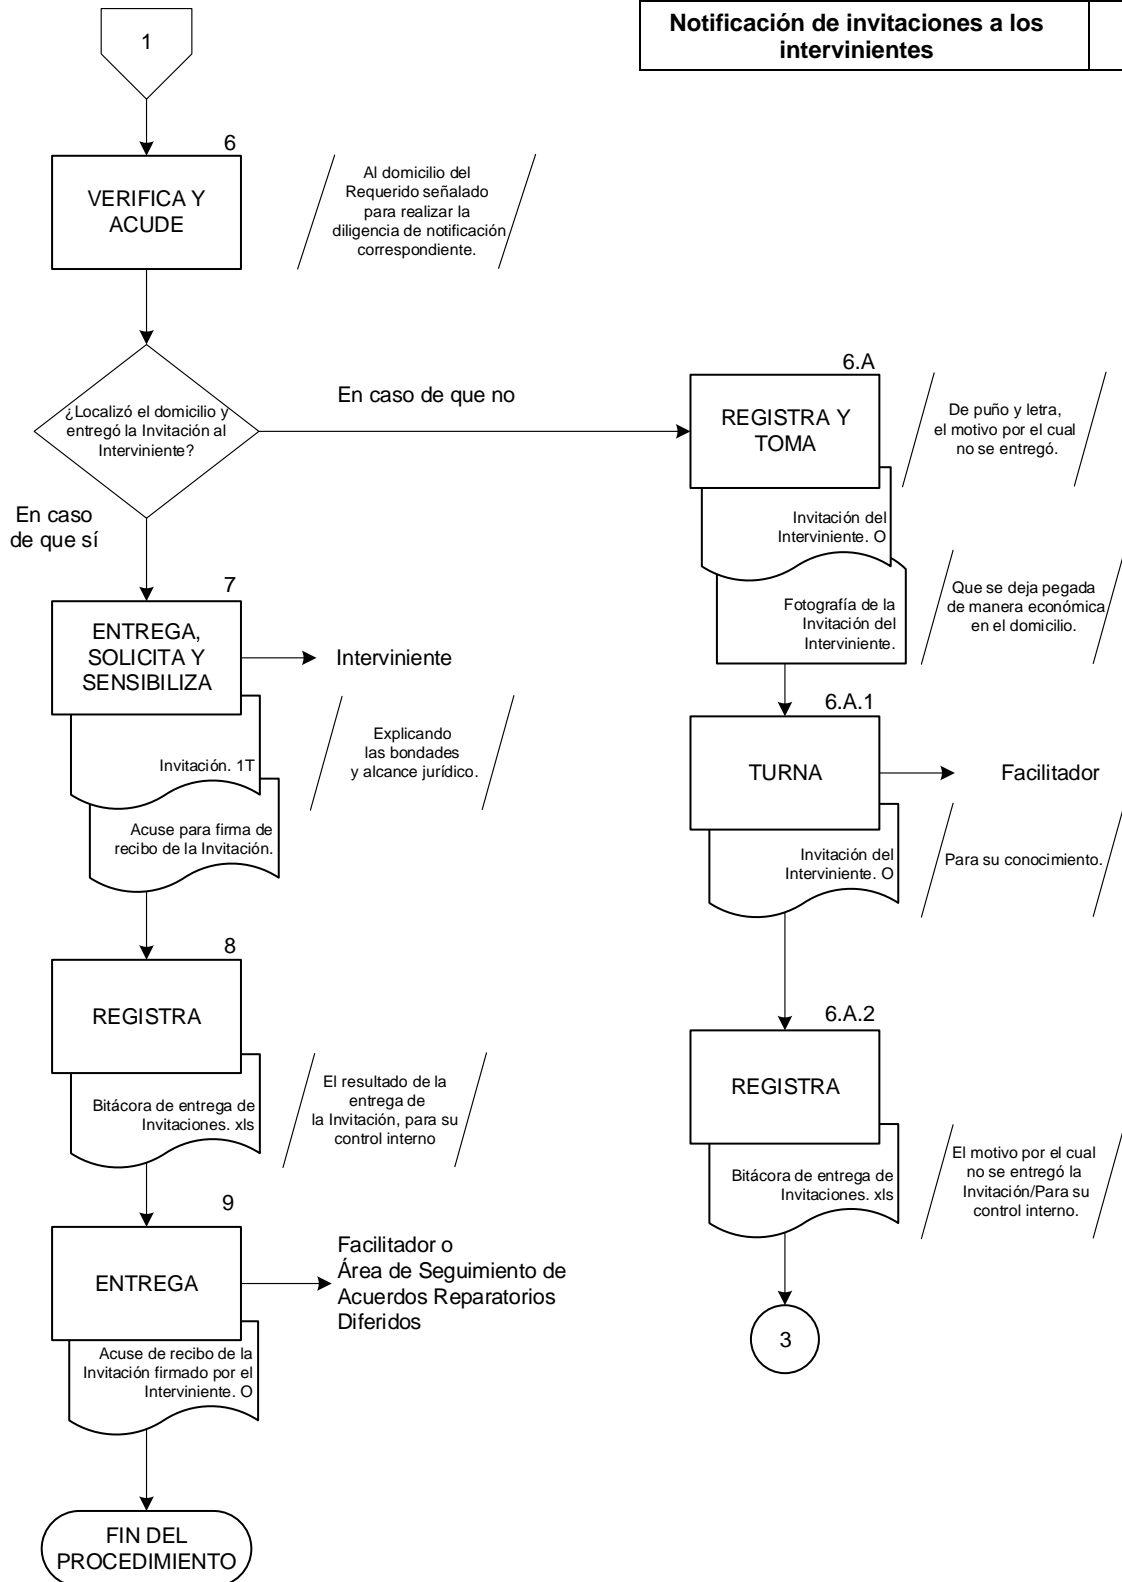 Notificación de invitaciones a los
intervinientes
1
6
VERIFICA Y
ACUDE
Al domicilio del
Requerido señalado
para realizar la
diligencia de notificación
correspondiente.
¿Localizó el domicilio y
entregó la Invitación al
Interviniente?
En caso de que no
En caso
de que sí
6.A
REGISTRA Y
TOMA
De puño y letra,
el motivo por el cual
no se entregó.
Invitación del
Interviniente. O
Fotografía de la
Invitación del
Interviniente.
Que se deja pegada
de manera económica
en el domicilio.
7
ENTREGA,
SOLICITA Y
SENSIBILIZA
Interviniente
Invitación. 1T
Explicando
las bondades
y alcance jurídico.
Acuse para firma de
recibo de la Invitación.
6.A.1
TURNA
Facilitador
Invitación del
Interviniente. O
Para su conocimiento.
8
REGISTRA
Bitácora de entrega de
Invitaciones. xls
El resultado de la
entrega de
la Invitación, para su
control interno
6.A.2
REGISTRA
Bitácora de entrega de
Invitaciones. xls
El motivo por el cual
no se entregó la
Invitación/Para su
control interno.
9
ENTREGA
Facilitador o
Área de Seguimiento de
Acuerdos Reparatorios
Diferidos
Acuse de recibo de la
Invitación firmado por el
Interviniente. O
3
FIN DEL
PROCEDIMIENTO